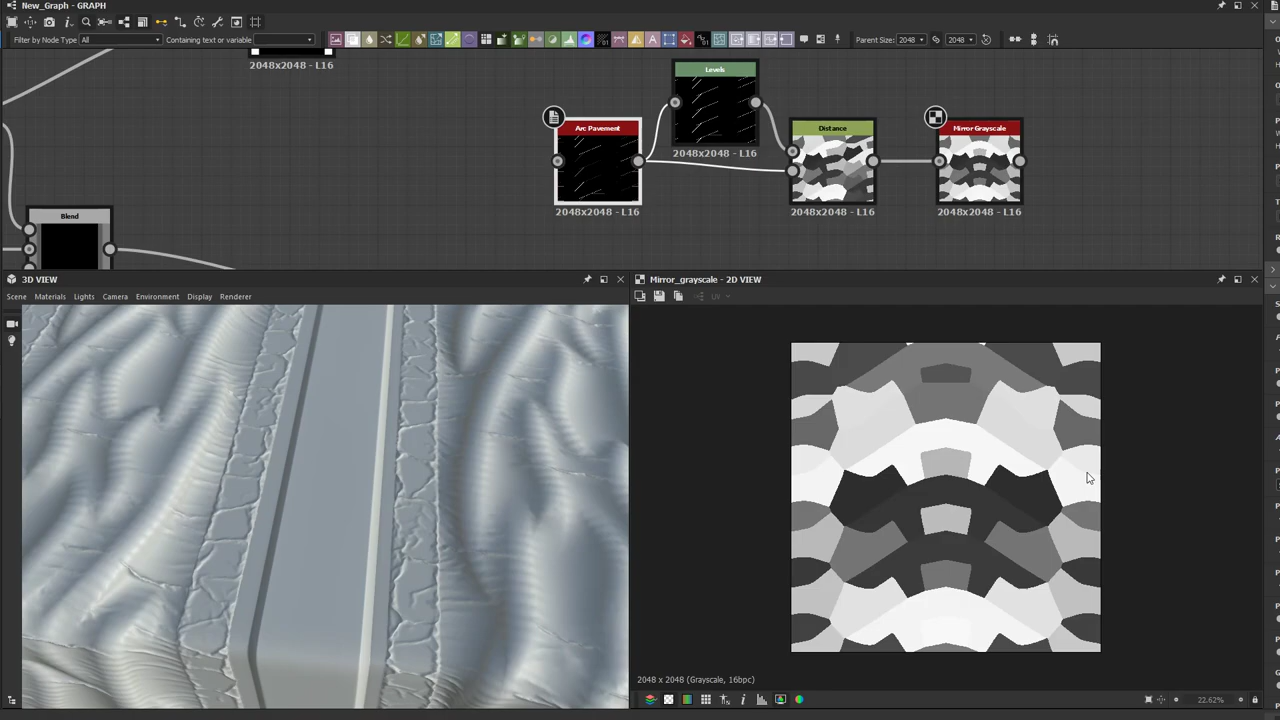 New_Graph - GRAPH
Filter by Node Type All Containing text or variable Parent Size: 2048 2048
2048x2048 - L16
Levels
2048x2048 - L16
Arc Pavement
2048x2048 - L16
Distance
2048x2048 - L16
Mirror Grayscale
2048x2048 - L16
Blend
3D VIEW
Scene Materials Lights Camera Environment Display Renderer
Mirror_grayscale - 2D VIEW
UV
2048 x 2048 (Grayscale, 16bpc)
22.62%